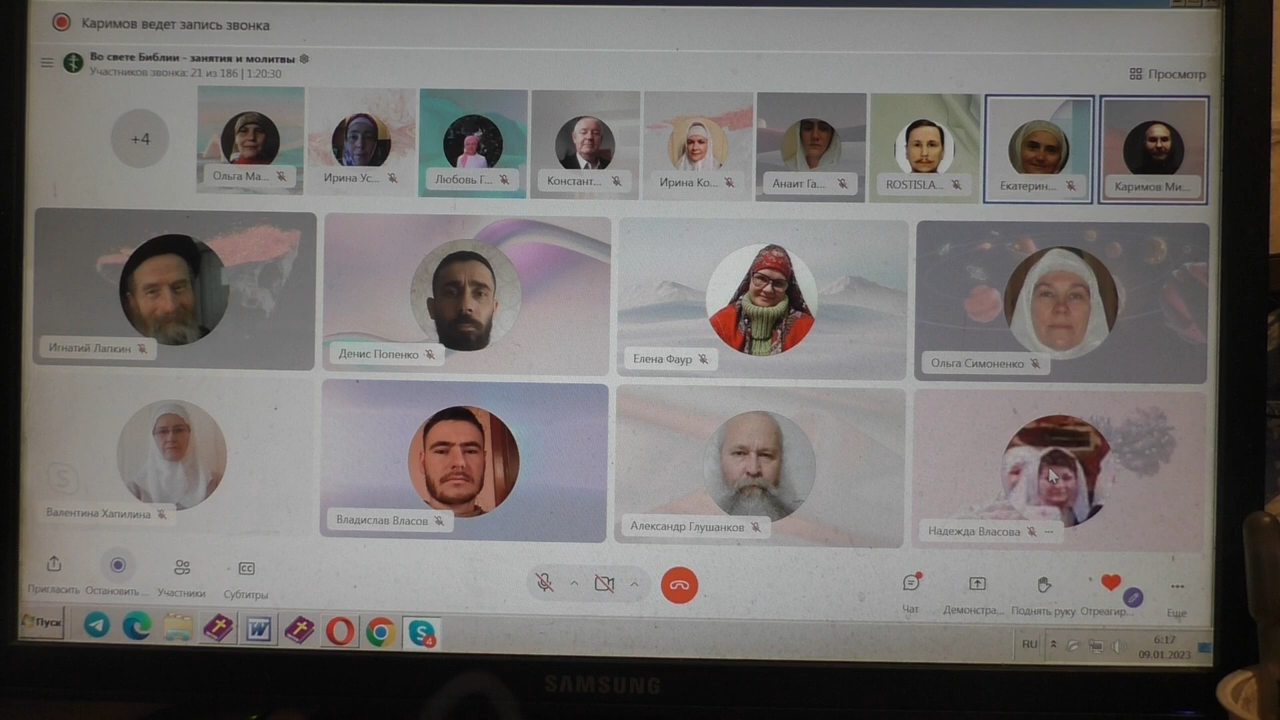 Каримов ведет запись звонка
Во свете Библии - занятия и молитвы
Участников звонка: 21 из 186 | 1:20:30
Просмотр
+4
Ольга Ма...
Ирина Ус...
Любовь Г...
Констант...
Ирина Ко...
Анаит Га...
ROSTISLA...
Екатерин...
Каримов Ми...
Игнатий Лапкин
Денис Попенко
Елена Фаур
Ольга Симоненко
Валентина Хапилина
Владислав Власов
Александр Глушанков
Надежда Власова
Пригласить
Остановить ...
Участники
Субтитры
Чат
Демонстра...
Поднять руку
Отреагир...
Еще
Пуск
RU
6:17
09.01.2023
SAMSUNG